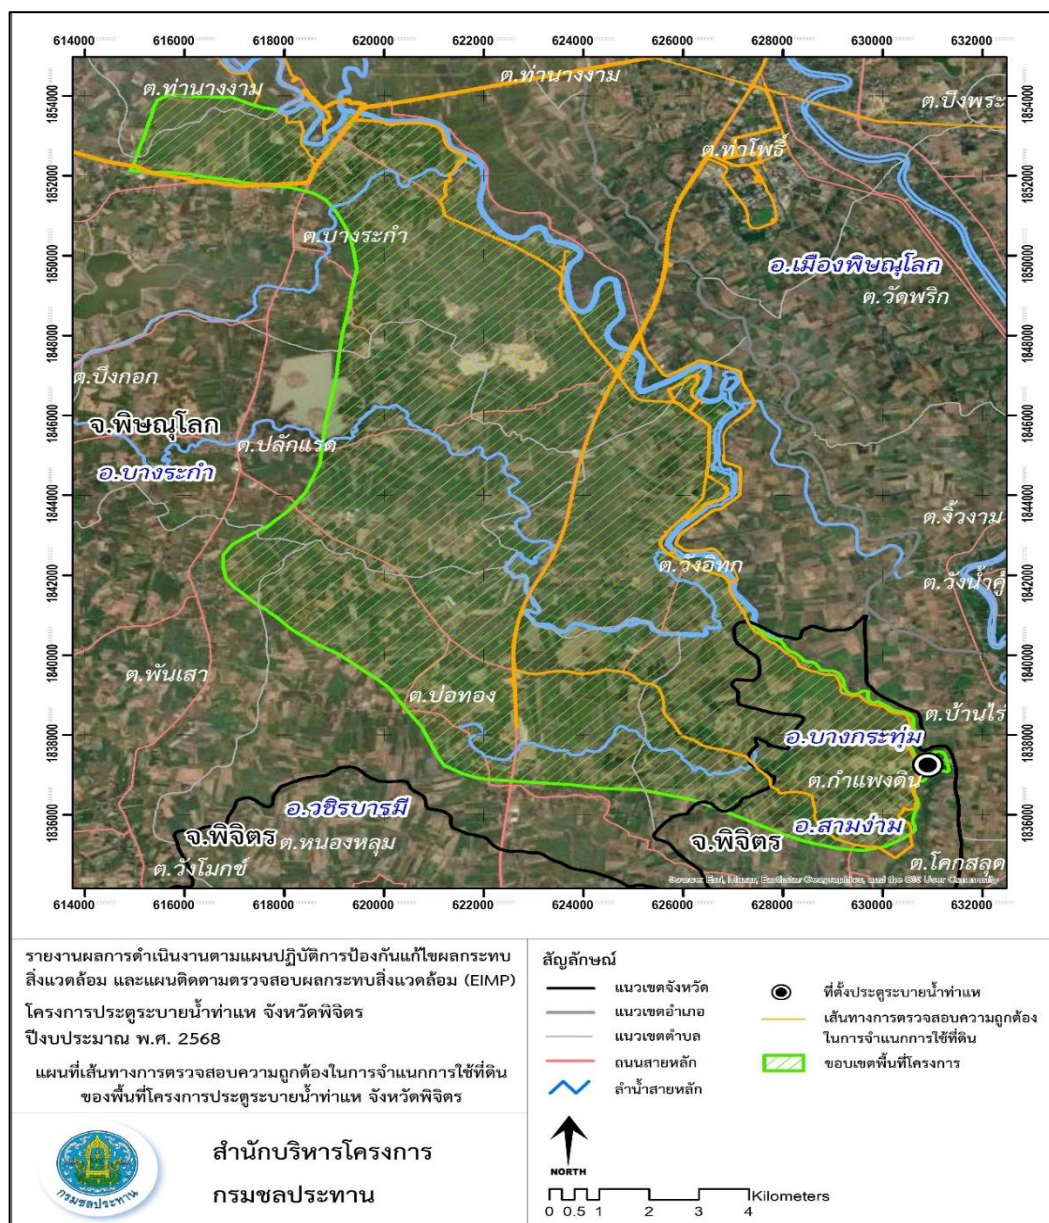 614000 616000 618000 620000 622000 624000 626000 628000 630000 632000
ต.ท่านางงาม
ต.ท่านางงาม
1854000
1854000
ต.บึงพระ
ต.ท่าโพธิ์
1852000
1852000
ต.บางระกำ
1850000
1850000
อ.เมืองพิษณุโลก
ต.วัดพริก
1848000
1848000
ต.บึงกอก
1846000
1846000
จ.พิษณุโลก
ต.ปลักแรด
อ.บางระกำ
1844000
1844000
ต.งิ้วงาม
ต.วังอิทก
ต.วังน้ำคู้
1842000
1842000
1840000
1840000
ต.พันเสา
ต.บ่อทอง
ต.บ้านไร่
1838000
1838000
อ.บางกระทุ่ม
ต.กำแพงดิน
1836000
1836000
อ.วชิรบารมี
อ.สามง่าม
จ.พิจิตร
ต.หนองหลุม
จ.พิจิตร
ต.วังโมกข์
ต.โคกสลุด
Source: Esri, Maxar, Earthstar Geographics, and the GIS User Community
614000 616000 618000 620000 622000 624000 626000 628000 630000 632000
รายงานผลการดำเนินงานตามแผนปฏิบัติการป้องกันแก้ไขผลกระทบ
สิ่งแวดล้อม และแผนติดตามตรวจสอบผลกระทบสิ่งแวดล้อม (EIMP)
โครงการประตูระบายน้ำท่าแห จังหวัดพิจิตร
ปีงบประมาณ พ.ศ. 2568
แผนที่เส้นทางการตรวจสอบความถูกต้องในการจำแนกการใช้ที่ดิน
ของพื้นที่โครงการประตูระบายน้ำท่าแห จังหวัดพิจิตร
กรมชลประทาน
สำนักบริหารโครงการ
กรมชลประทาน
สัญลักษณ์
แนวเขตจังหวัด
แนวเขตอำเภอ
แนวเขตตำบล
ถนนสายหลัก
ลำน้ำสายหลัก
ที่ตั้งประตูระบายน้ำท่าแห
เส้นทางการตรวจสอบความถูกต้อง
ในการจำแนกการใช้ที่ดิน
ขอบเขตพื้นที่โครงการ
NORTH
Kilometers
0 0.5 1 2 3 4